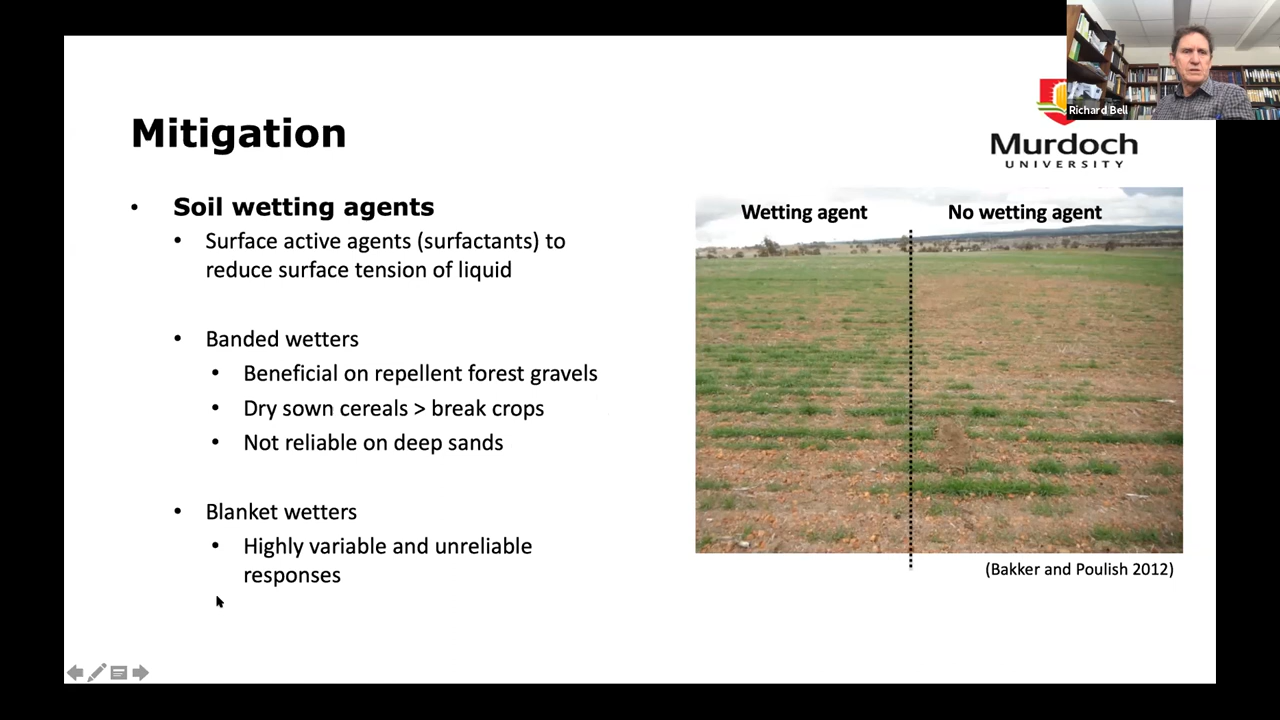 Richard Bell
Mitigation
Murdoch
UNIVERSITY
• Soil wetting agents
• Surface active agents (surfactants) to
reduce surface tension of liquid
• Banded wetters
• Beneficial on repellent forest gravels
• Dry sown cereals > break crops
• Not reliable on deep sands
• Blanket wetters
• Highly variable and unreliable
responses
Wetting agent
No wetting agent
(Bakker and Poulish 2012)